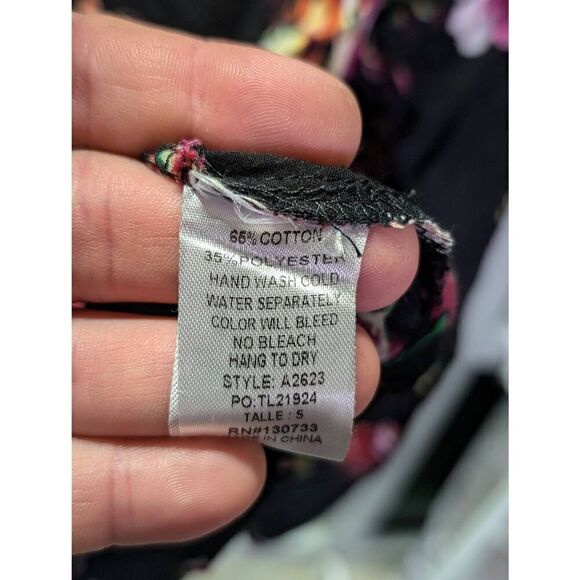 65% COTTON
35% POLYESTER
HAND WASH COLD
WATER SEPARATELY
COLOR WILL BLEED
NO BLEACH
HANG TO DRY
STYLE: A2623
PO:TL21924
TALLE : S
RN#130733
MADE IN CHINA